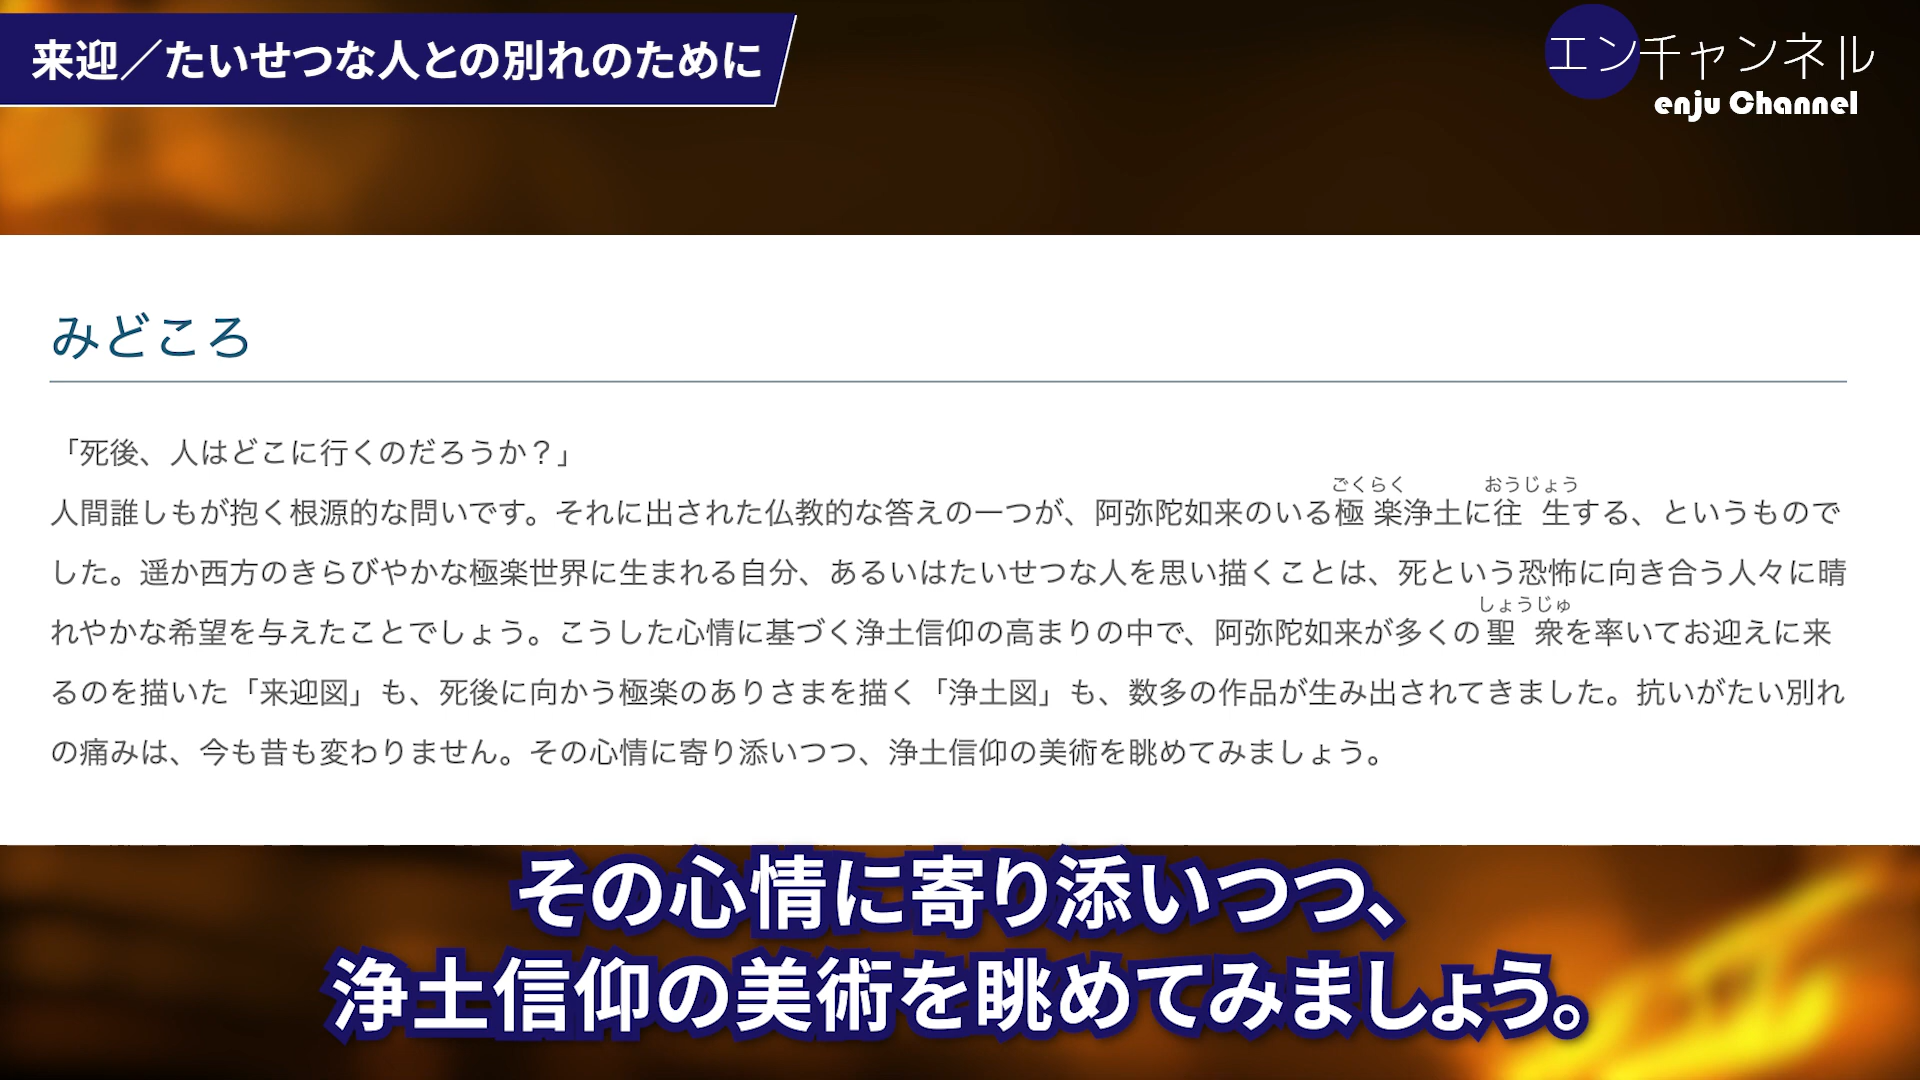 来迎／たいせつな人との別れのために
エンチャンネル
enju Channel
みどころ
「死後、人はどこに行くのだろうか？」
ごくらく おうじょう
人間誰しもが抱く根源的な問いです。それに出された仏教的な答えの一つが、阿弥陀如来のいる極楽浄土に往生する、というもので
した。遥か西方のきらびやかな極楽世界に生まれる自分、あるいはたいせつな人を思い描くことは、死という恐怖に向き合う人々に晴
しょうじゅ
れやかな希望を与えたことでしょう。こうした心情に基づく浄土信仰の高まりの中で、阿弥陀如来が多くの聖衆を率いてお迎えに来
るのを描いた「来迎図」も、死後に向かう極楽のありさまを描く「浄土図」も、数多の作品が生み出されてきました。抗いがたい別れ
の痛みは、今も昔も変わりません。その心情に寄り添いつつ、浄土信仰の美術を眺めてみましょう。
その心情に寄り添いつつ、
浄土信仰の美術を眺めてみましょう。